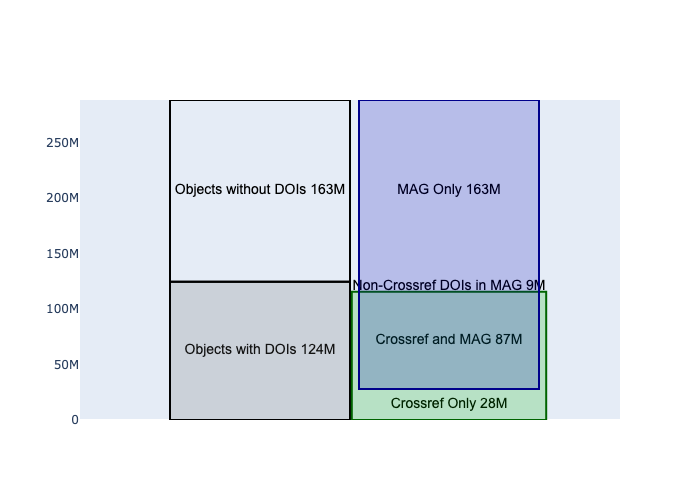 250M
200M
150M
100M
50M
0
Objects without DOIs 163M
MAG Only 163M
Non-Crossref DOIs in MAG 9M
Objects with DOIs 124M
Crossref and MAG 87M
Crossref Only 28M